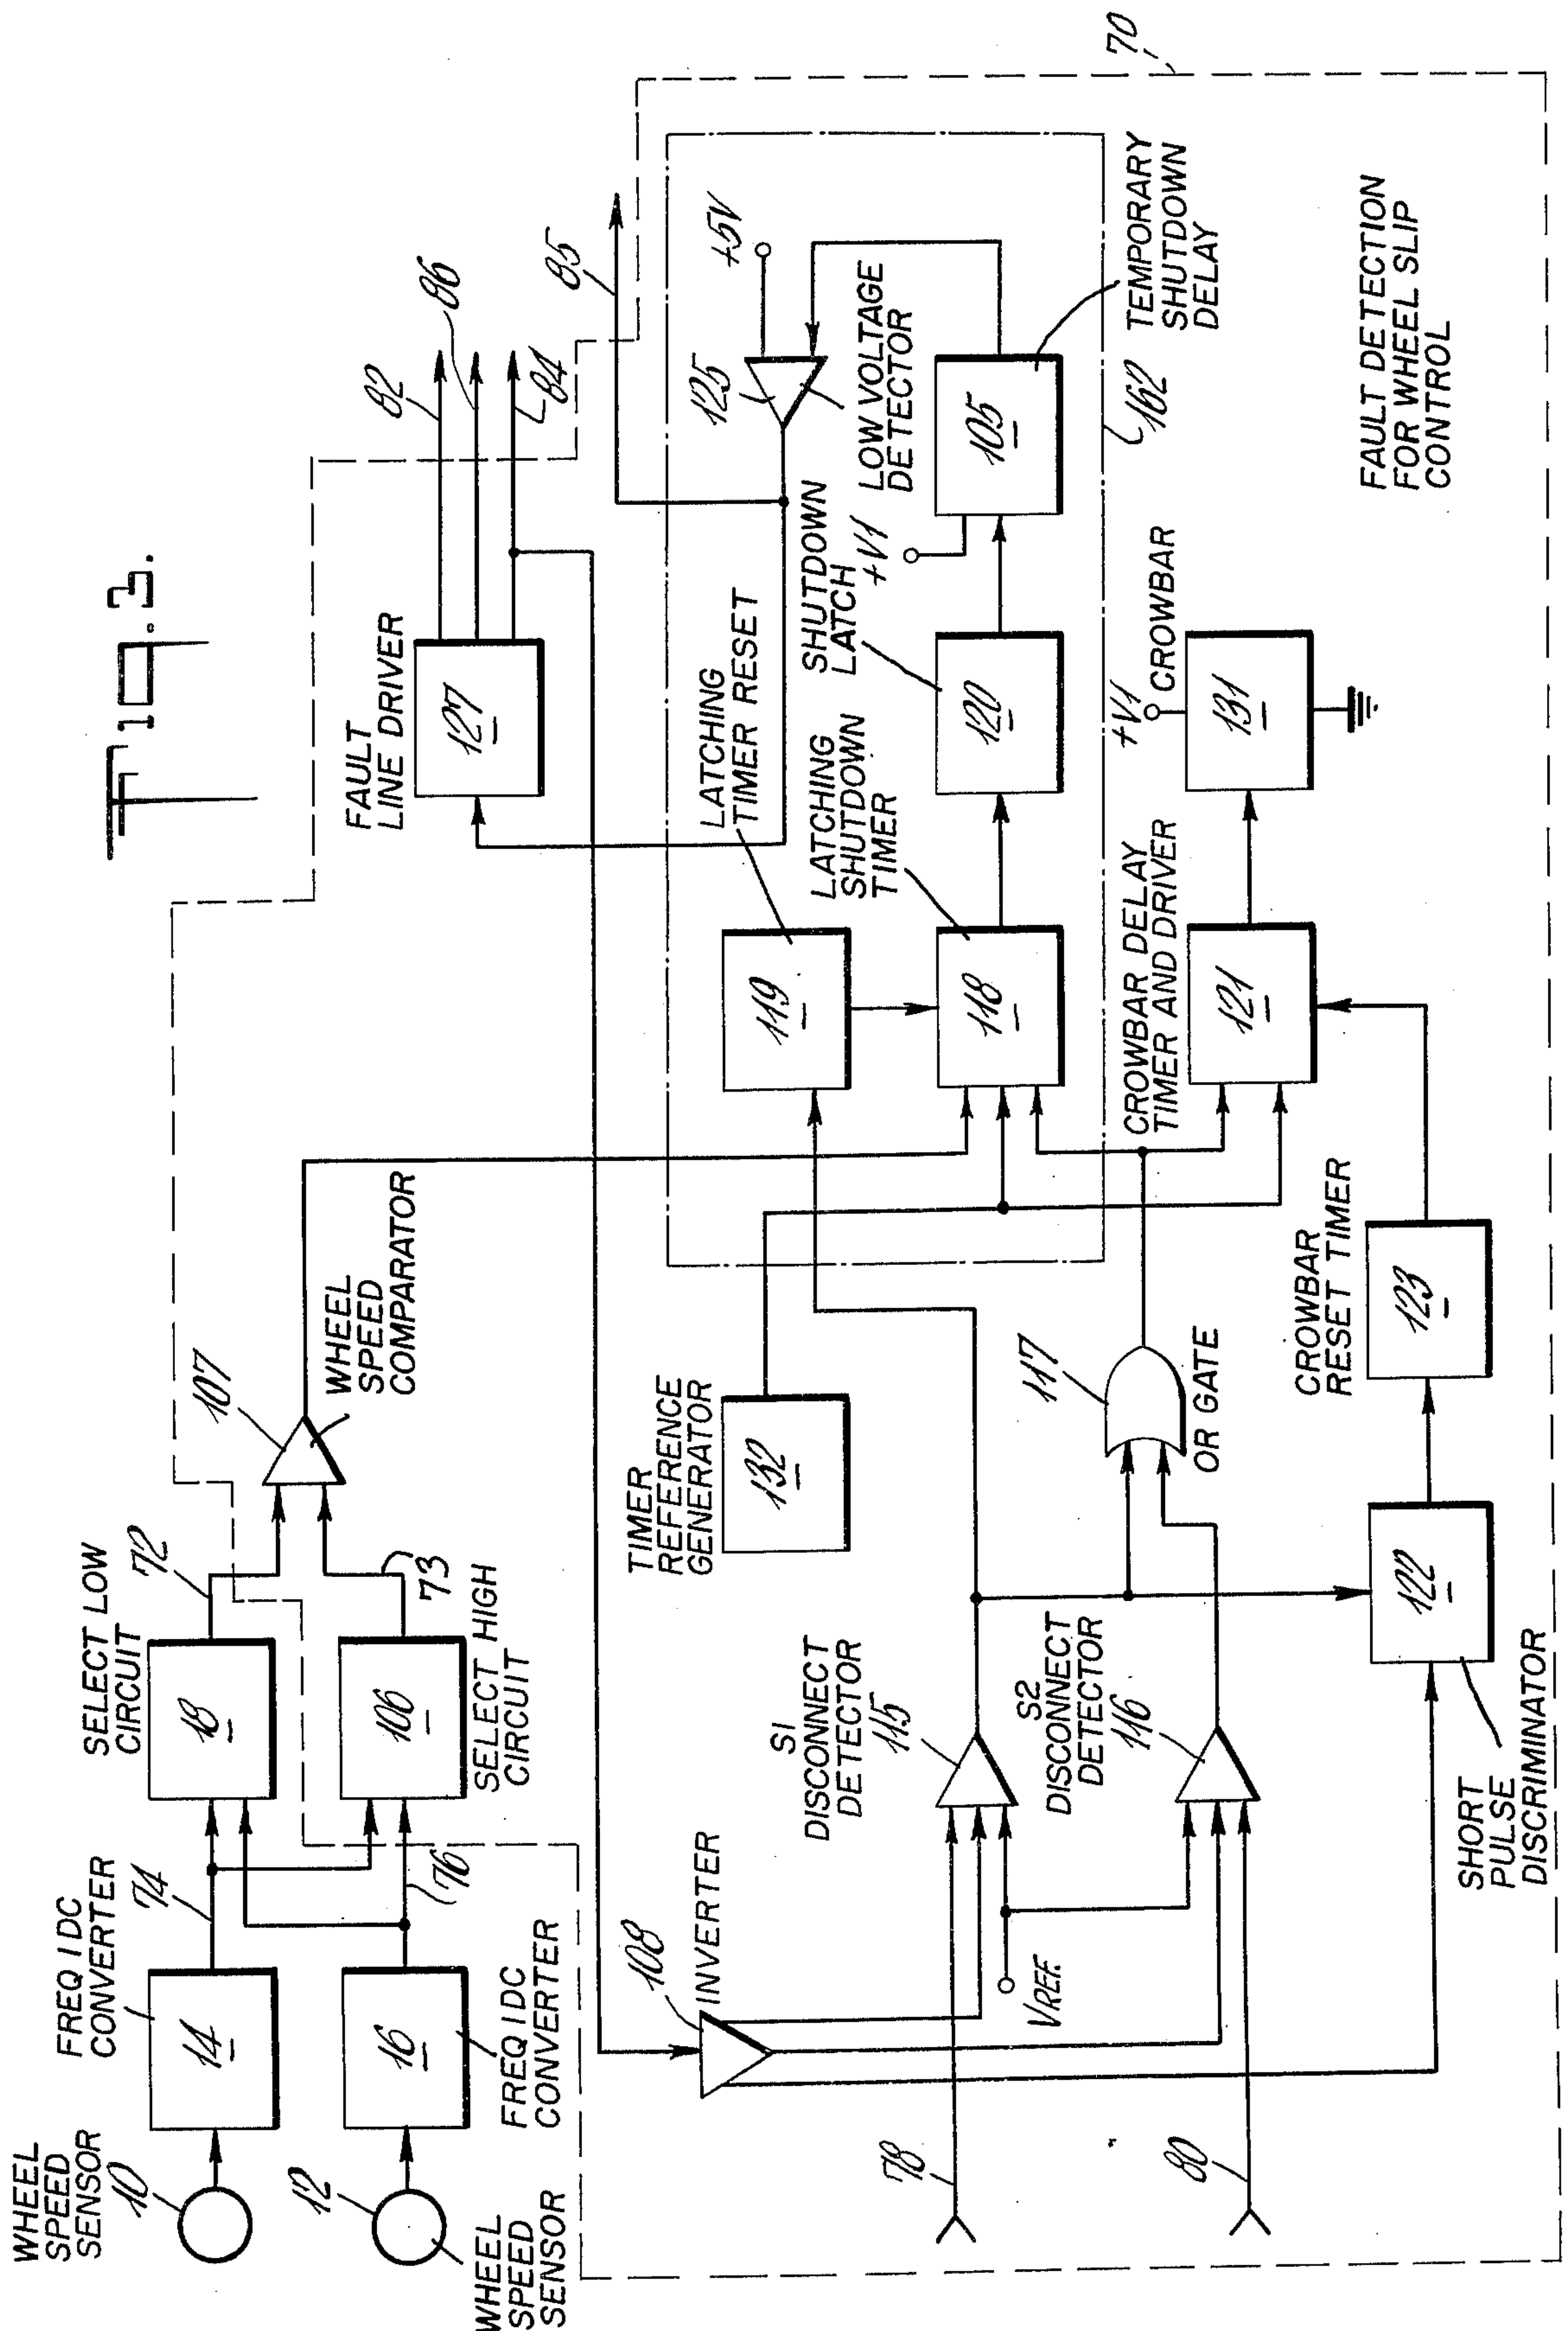 Fig. 3.
WHEEL
SPEED
SENSOR
10
FREQ / DC
CONVERTER
14
74
SELECT LOW
CIRCUIT
18
72
107
WHEEL
SPEED
COMPARATOR
12
WHEEL
SPEED
SENSOR
16
FREQ / DC
CONVERTER
76
106
SELECT HIGH
CIRCUIT
73
FAULT
LINE DRIVER
127
82
86
84
85
70
108
INVERTER
TIMER
REFERENCE
GENERATOR
132
119
LATCHING
TIMER RESET
125
+5V
LOW VOLTAGE
DETECTOR
LATCHING
SHUTDOWN
TIMER
118
SHUTDOWN
LATCH
120
+V1
105
TEMPORARY
SHUTDOWN
DELAY
162
78
VREF.
S1
DISCONNECT
DETECTOR
115
S2
DISCONNECT
DETECTOR
116
80
117
OR GATE
CROWBAR DELAY
TIMER AND DRIVER
121
+V1
CROWBAR
131
SHORT
PULSE
DISCRIMINATOR
122
CROWBAR
RESET TIMER
123
FAULT DETECTION
FOR WHEEL SLIP
CONTROL